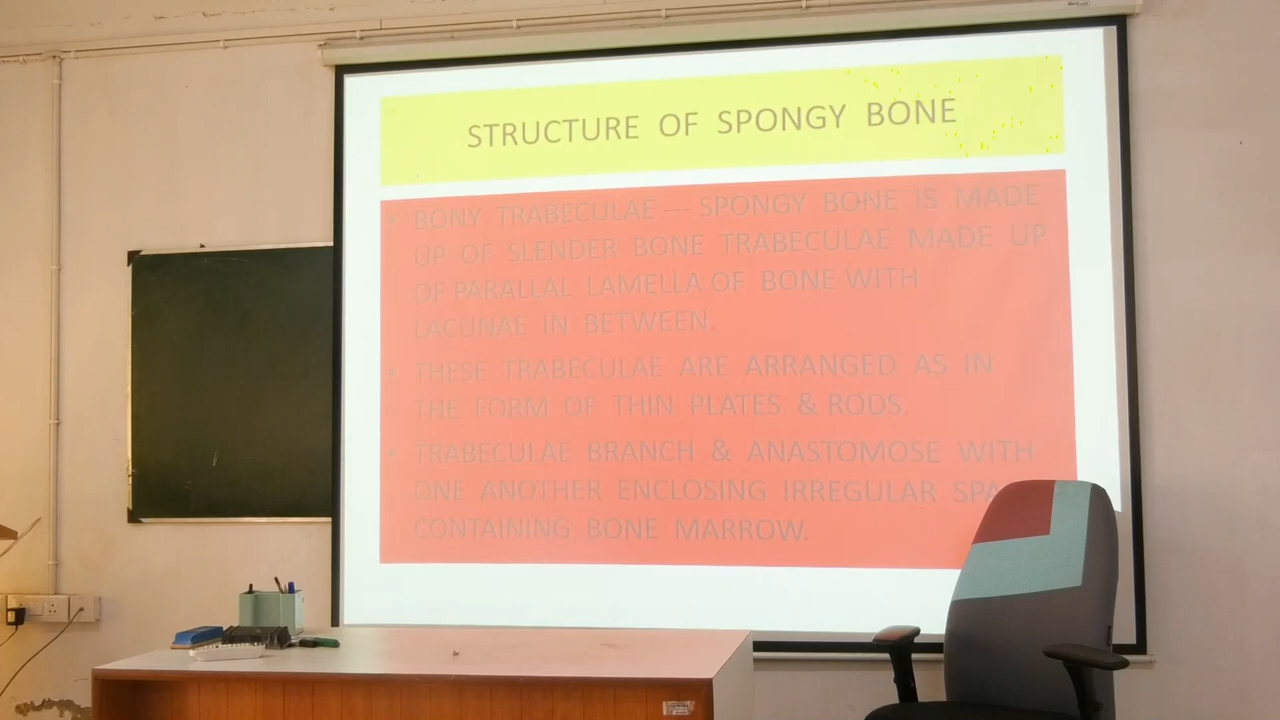 STRUCTURE OF SPONGY BONE
• BONY TRABECULAE --- SPONGY BONE IS MADE
UP OF SLENDER BONE TRABECULAE MADE UP
OF PARALLAL LAMELLA OF BONE WITH
LACUNAE IN BETWEEN.
• THESE TRABECULAE ARE ARRANGED AS IN
THE FORM OF THIN PLATES & RODS.
• TRABECULAE BRANCH & ANASTOMOSE WITH
ONE ANOTHER ENCLOSING IRREGULAR SPA
CONTAINING BONE MARROW.